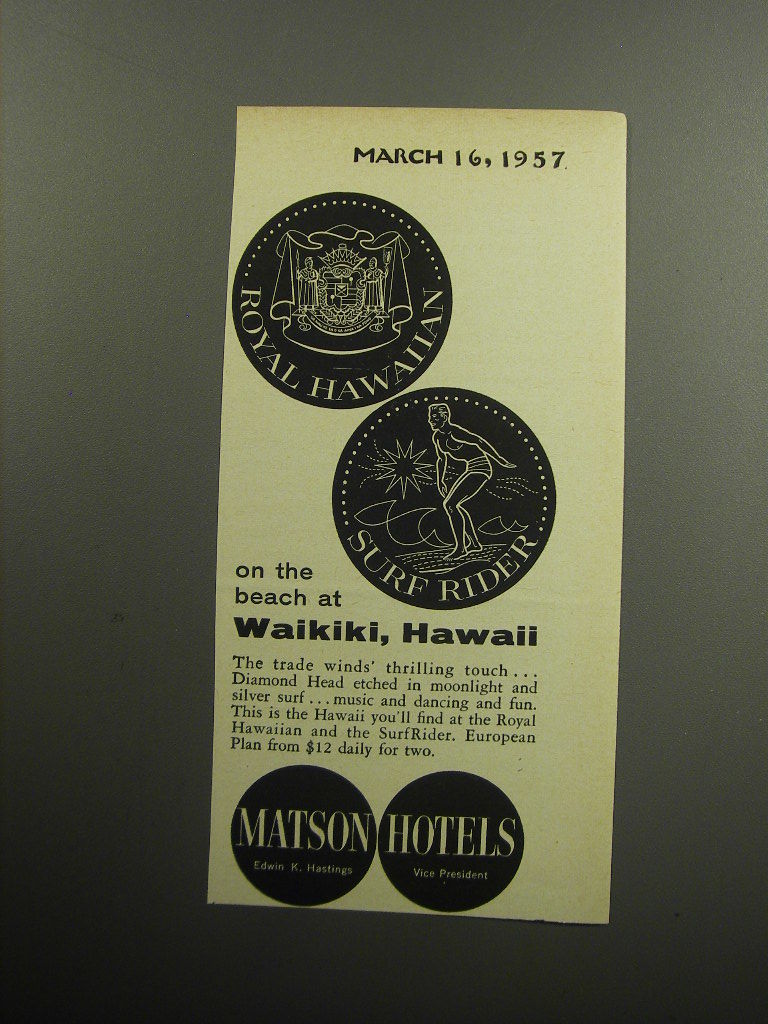 MARCH 16, 1957
ROYAL HAWAIIAN
SURF RIDER
on the
beach at
Waikiki, Hawaii
The trade winds' thrilling touch...
Diamond Head etched in moonlight and
silver surf...music and dancing and fun.
This is the Hawaii you'll find at the Royal
Hawaiian and the SurfRider. European
Plan from $12 daily for two.
MATSON HOTELS
Edwin K. Hastings Vice President